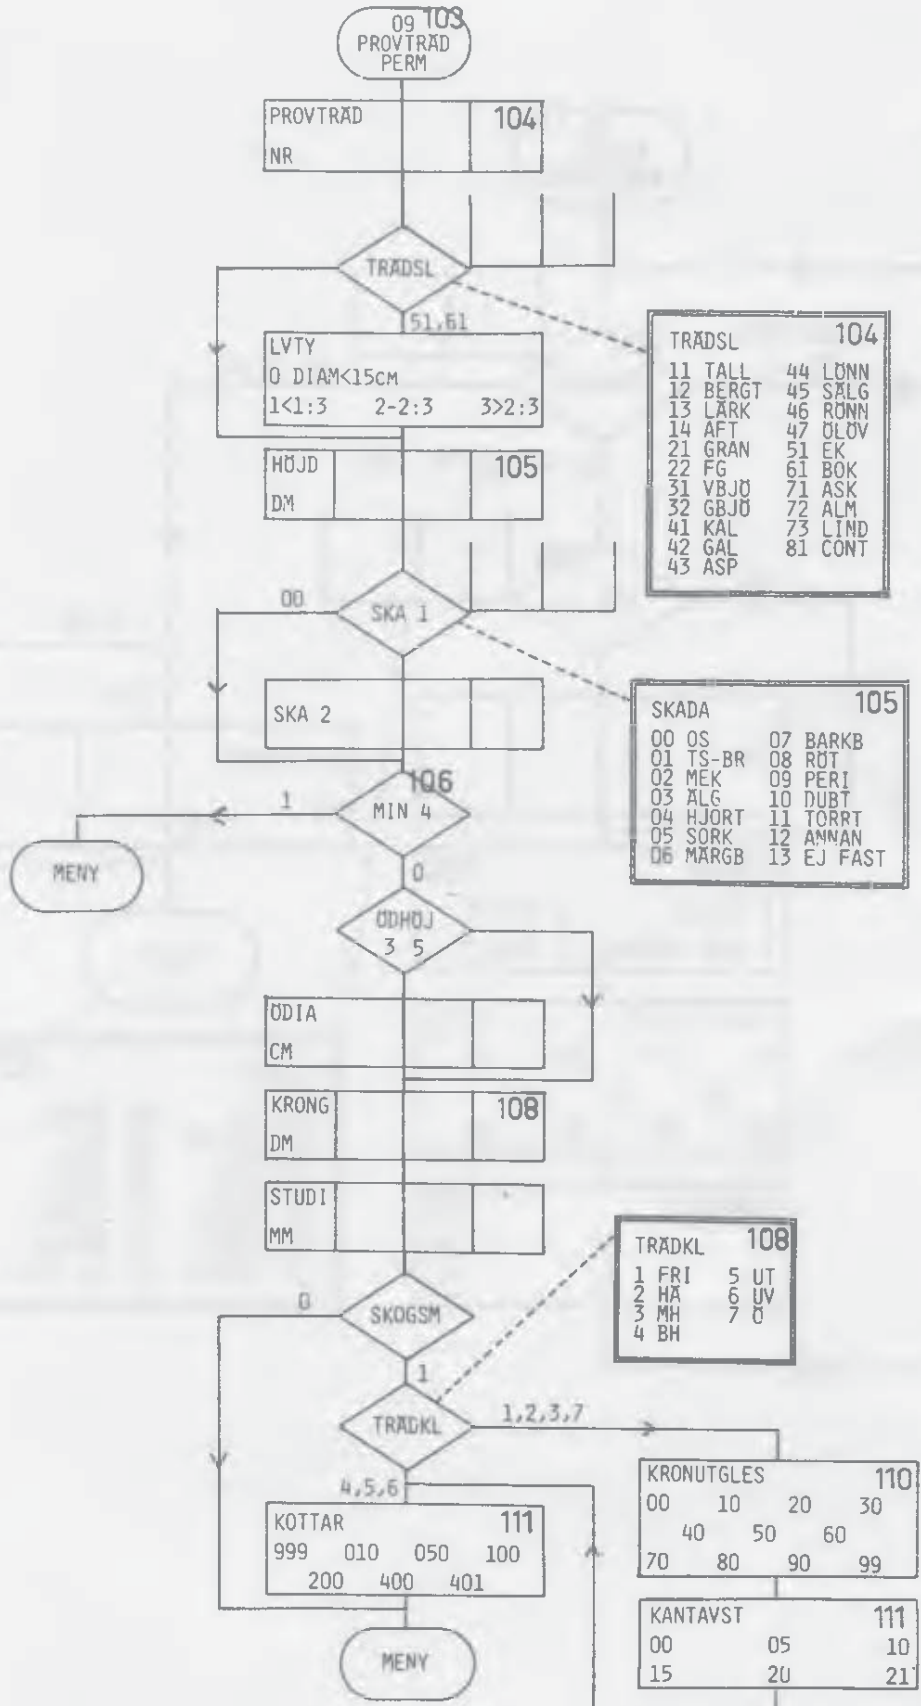 09 103
PROVTRÄD
PERM
PROVTRÄD 104
NR
TRÄDSL
51,61
LVTY
0 DIAM<15CM
1<1:3 2-2:3 3>2:3
TRÄDSL 104
11 TALL 44 LÖNN
12 BERGT 45 SÄLG
13 LÄRK 46 RÖNN
14 AFT 47 ÖLÖV
21 GRAN 51 EK
22 FG 61 BOK
31 VBJÖ 71 ASK
32 GBJÖ 72 ALM
41 KAL 73 LIND
42 GAL 81 CONT
43 ASP
HÖJD 105
DM
00
SKA 1
SKA 2
SKADA 105
00 OS 07 BARKB
01 TS-BR 08 RÖT
02 MEK 09 PERI
03 ÄLG 10 DUBT
04 HJORT 11 TORRT
05 SORK 12 ANNAN
06 MÄRGB 13 EJ FAST
106
1
MIN 4
MENY
0
ÖDHÖJ
3 5
ÖDIA
CM
KRONG 108
DM
STUDI
MM
TRÄDKL 108
1 FRI 5 UT
2 HÄ 6 UV
3 MH 7 Ö
4 BH
0
SKOGSM
1
TRÄDKL
1,2,3,7
4,5,6
KRONUTGLES 110
00 10 20 30
40 50 60
70 80 90 99
KOTTAR 111
999 010 050 100
200 400 401
KANTAVST 111
00 05 10
15 20 21
MENY